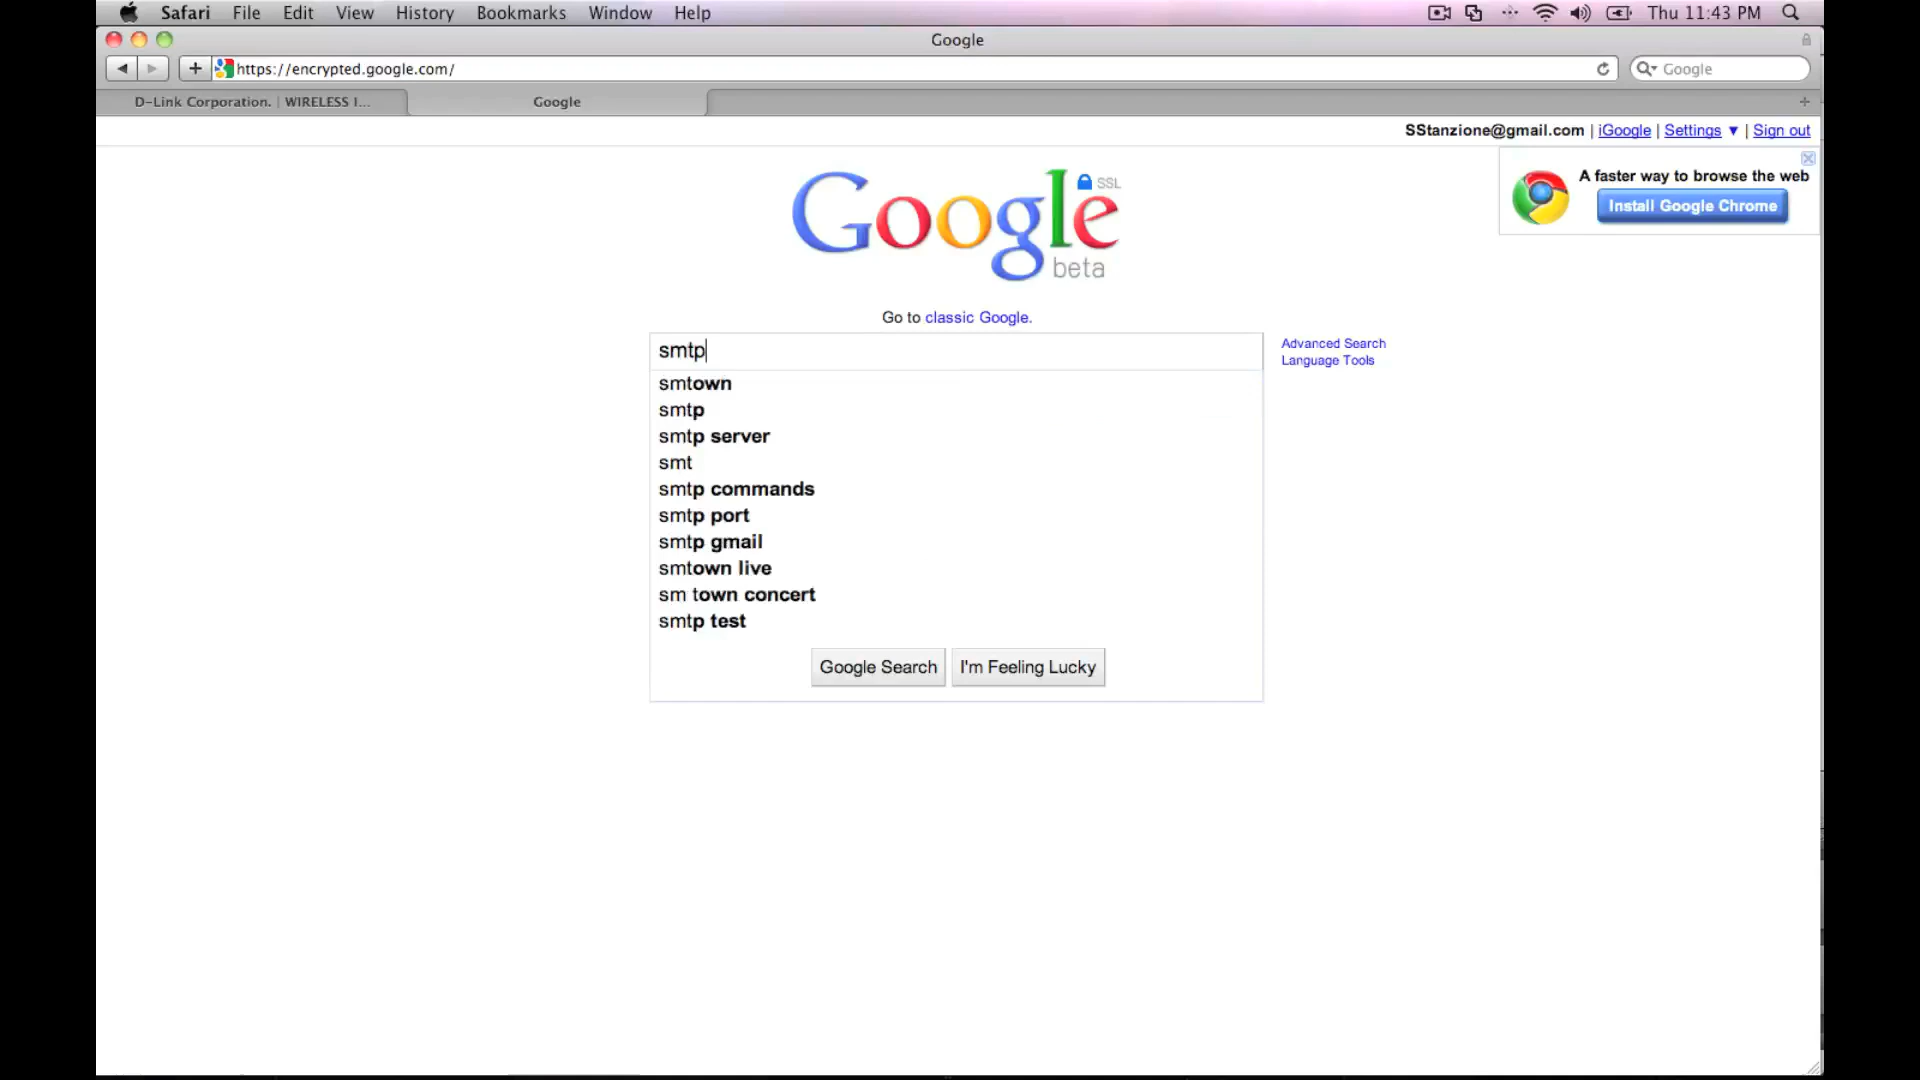 Safari File Edit View History Bookmarks Window Help Thu 11:43 PM
Google
https://encrypted.google.com/ Google
D-Link Corporation. | WIRELESS I... Google
SStanzione@gmail.com | iGoogle | Settings ▼ | Sign out
A faster way to browse the web
Install Google Chrome
Google SSL
beta
Go to classic Google.
smtp
Advanced Search
Language Tools
smtown
smtp
smtp server
smt
smtp commands
smtp port
smtp gmail
smtown live
sm town concert
smtp test
Google Search I'm Feeling Lucky